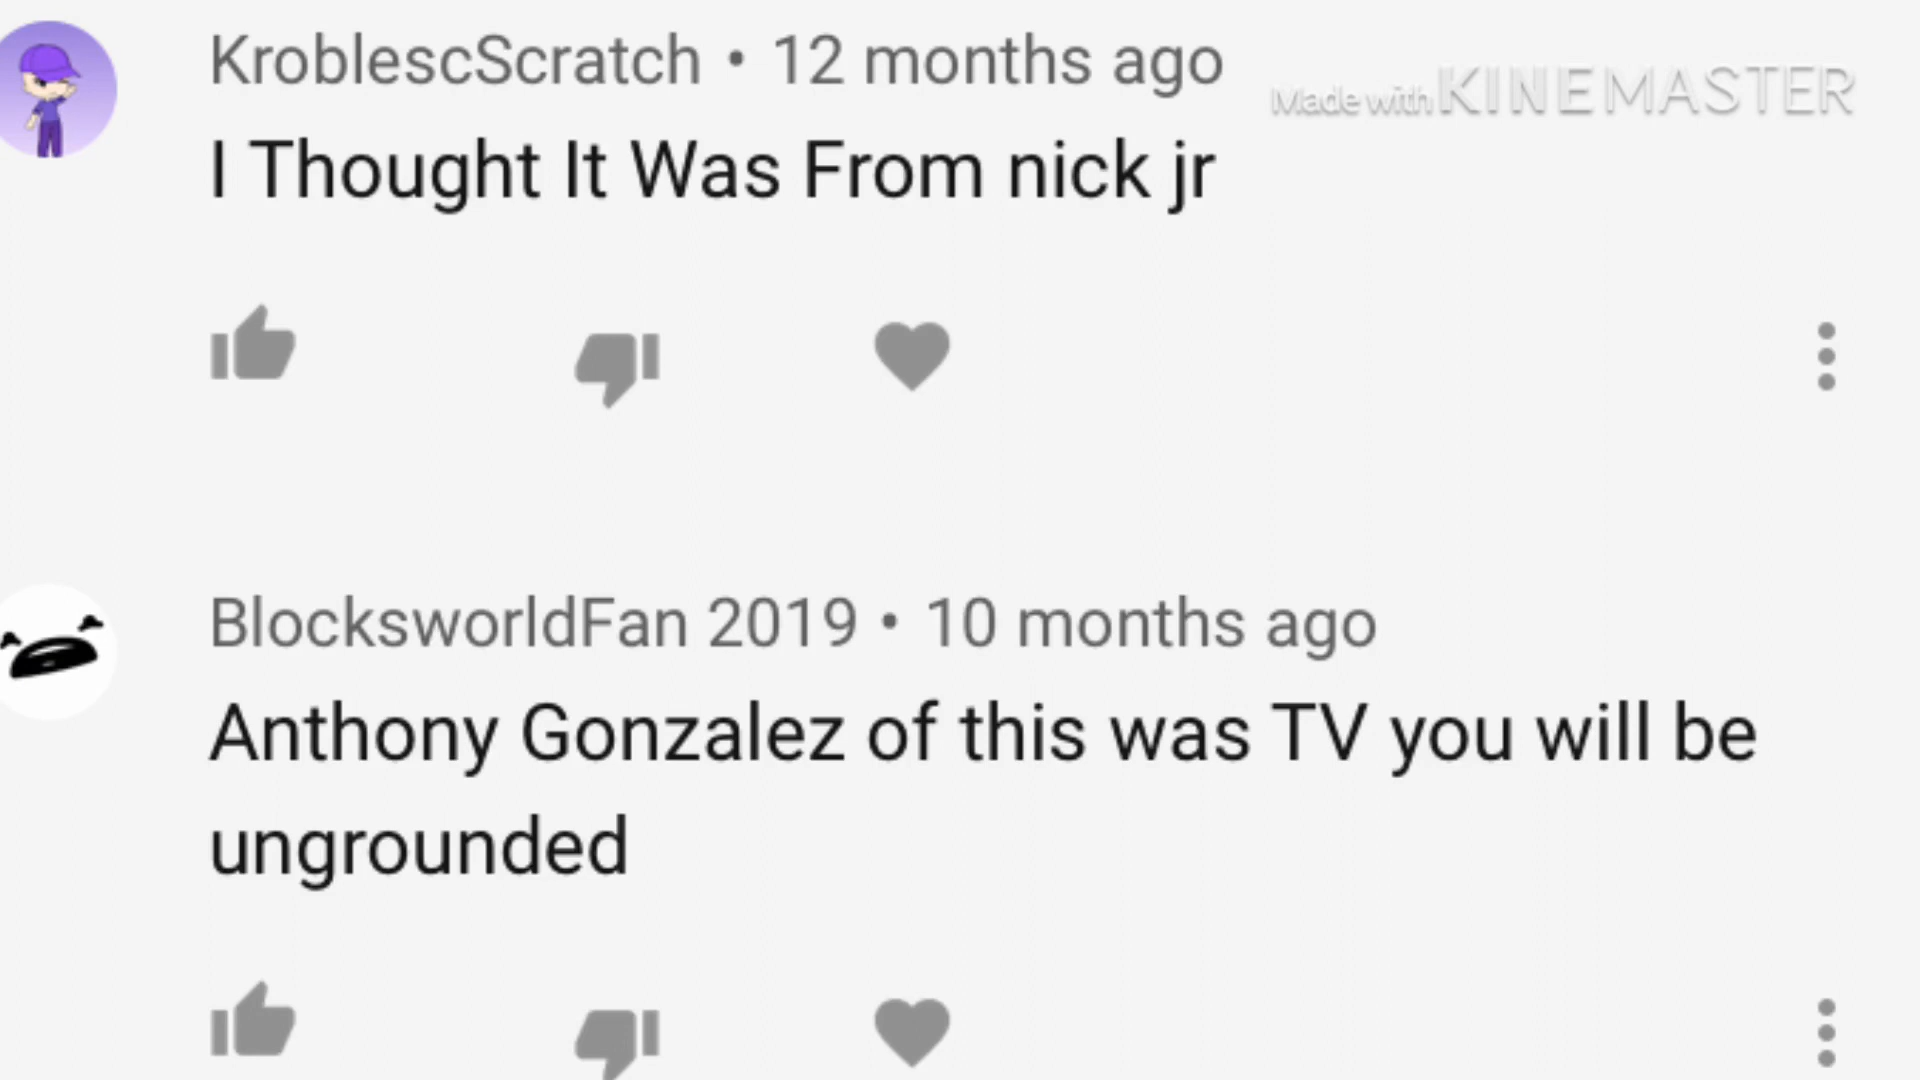 KroblescScratch • 12 months ago
Made with KINEMASTER
I Thought It Was From nick jr
BlocksworldFan 2019 • 10 months ago
Anthony Gonzalez of this was TV you will be
ungrounded